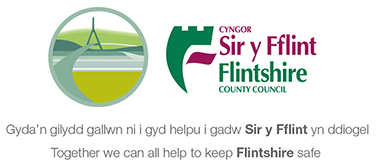 CYNGOR
Sir y Fflint
Flintshire
COUNTY COUNCIL
Gyda'n gilydd gallwn ni i gyd helpu i gadw Sir y Fflint yn ddiogel
Together we can all help to keep Flintshire safe